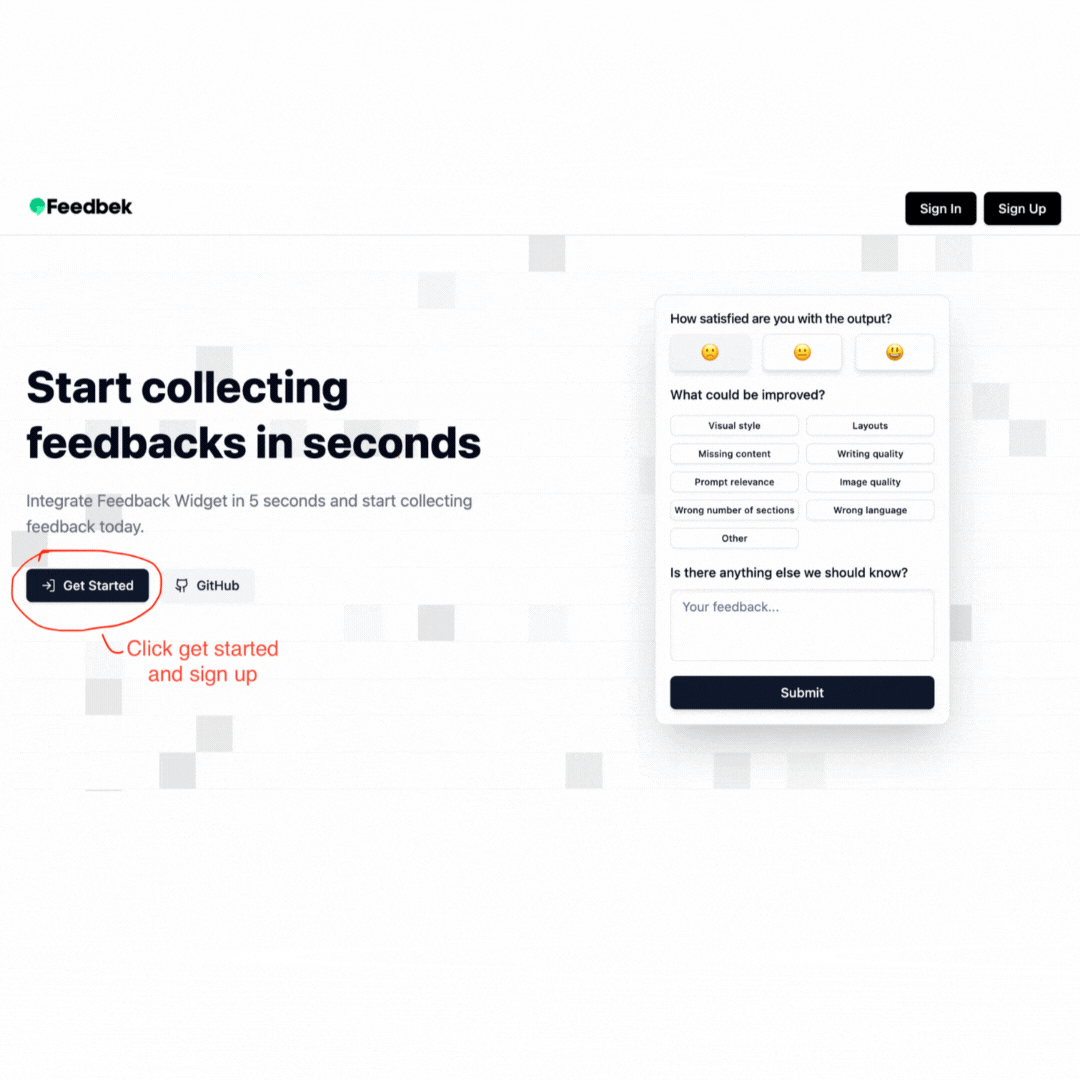 Feedbek
Sign In
Sign Up
Start collecting
feedbacks in seconds
Integrate Feedback Widget in 5 seconds and start collecting
feedback today.
Get Started
GitHub
Click get started
and sign up
How satisfied are you with the output?
What could be improved?
Visual style
Layouts
Missing content
Writing quality
Prompt relevance
Image quality
Wrong number of sections
Wrong language
Other
Is there anything else we should know?
Your feedback...
Submit